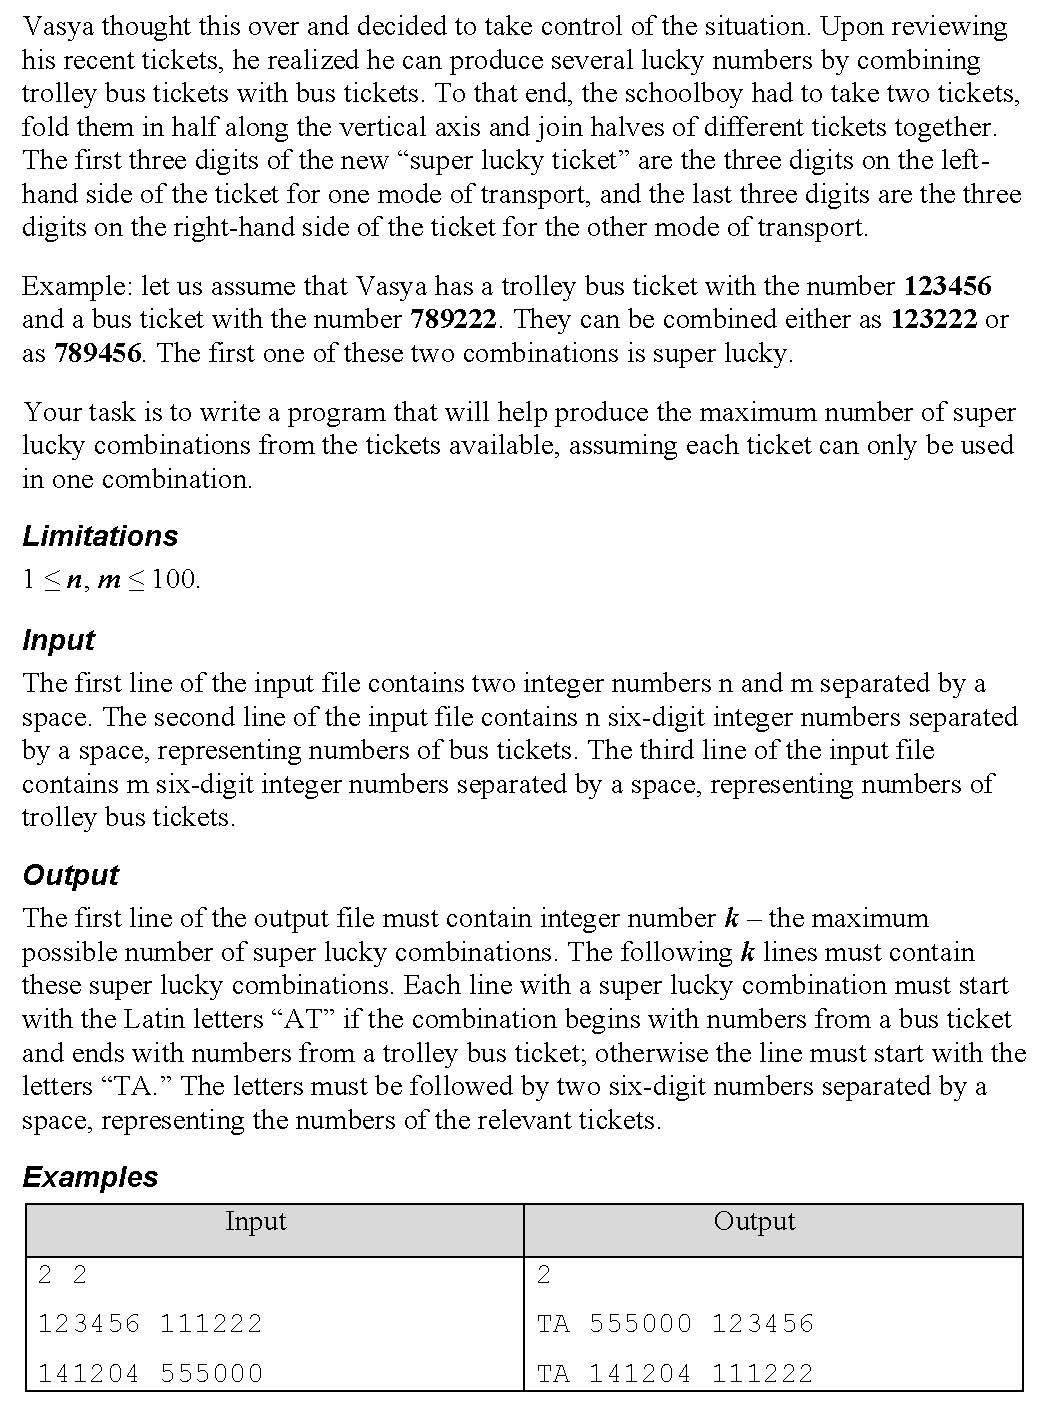 Vasya thought this over and decided to take control of the situation. Upon reviewing
his recent tickets, he realized he can produce several lucky numbers by combining
trolley bus tickets with bus tickets. To that end, the schoolboy had to take two tickets,
fold them in half along the vertical axis and join halves of different tickets together.
The first three digits of the new “super lucky ticket” are the three digits on the left-
hand side of the ticket for one mode of transport, and the last three digits are the three
digits on the right-hand side of the ticket for the other mode of transport.
Example: let us assume that Vasya has a trolley bus ticket with the number 123456
and a bus ticket with the number 789222. They can be combined either as 123222 or
as 789456. The first one of these two combinations is super lucky.
Your task is to write a program that will help produce the maximum number of super
lucky combinations from the tickets available, assuming each ticket can only be used
in one combination.
Limitations
1 ≤ n, m ≤ 100.
Input
The first line of the input file contains two integer numbers n and m separated by a
space. The second line of the input file contains n six-digit integer numbers separated
by a space, representing numbers of bus tickets. The third line of the input file
contains m six-digit integer numbers separated by a space, representing numbers of
trolley bus tickets.
Output
The first line of the output file must contain integer number k – the maximum
possible number of super lucky combinations. The following k lines must contain
these super lucky combinations. Each line with a super lucky combination must start
with the Latin letters “AT” if the combination begins with numbers from a bus ticket
and ends with numbers from a trolley bus ticket; otherwise the line must start with the
letters “TA.” The letters must be followed by two six-digit numbers separated by a
space, representing the numbers of the relevant tickets.
Examples
Input Output
2 2 2
123456 111222 TA 555000 123456
141204 555000 TA 141204 111222